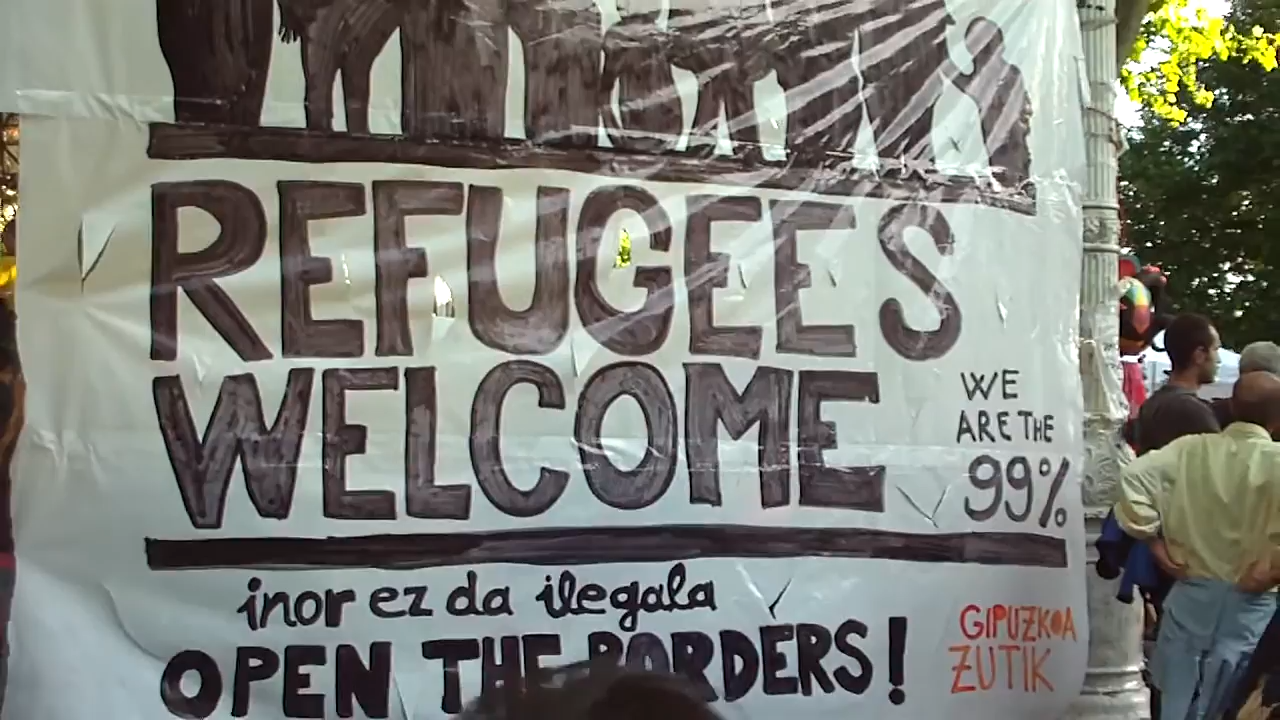 REFUGEES
WELCOME
WE
ARE THE
99%
inor ez da ilegala
OPEN THE BORDERS!
GIPUZKOA
ZUTIK